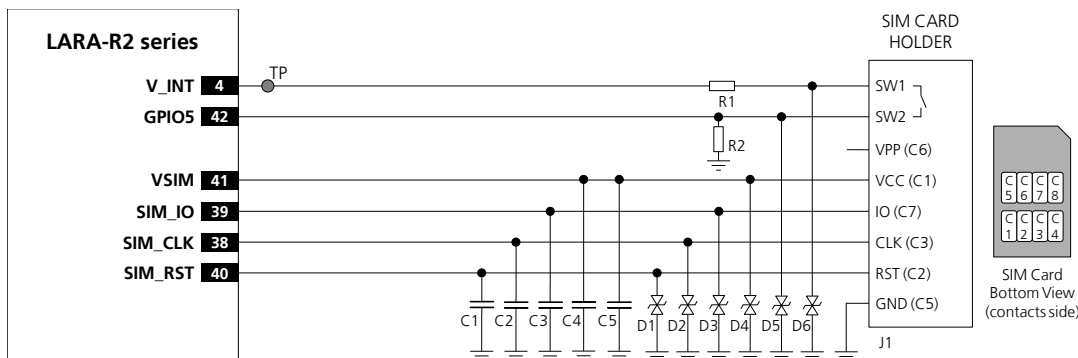 SIM CARD
HOLDER
LARA-R2 series
V_INT 4 TP R1 SW1
GPIO5 42 SW2
R2 VPP (C6)
VSIM 41 VCC (C1)
SIM_IO 39 IO (C7)
SIM_CLK 38 CLK (C3)
SIM_RST 40 RST (C2)
GND (C5)
C1 C2 C3 C4 C5 D1 D2 D3 D4 D5 D6
J1
C C C C
5 6 7 8
C C C C
1 2 3 4
SIM Card
Bottom View
(contacts side)